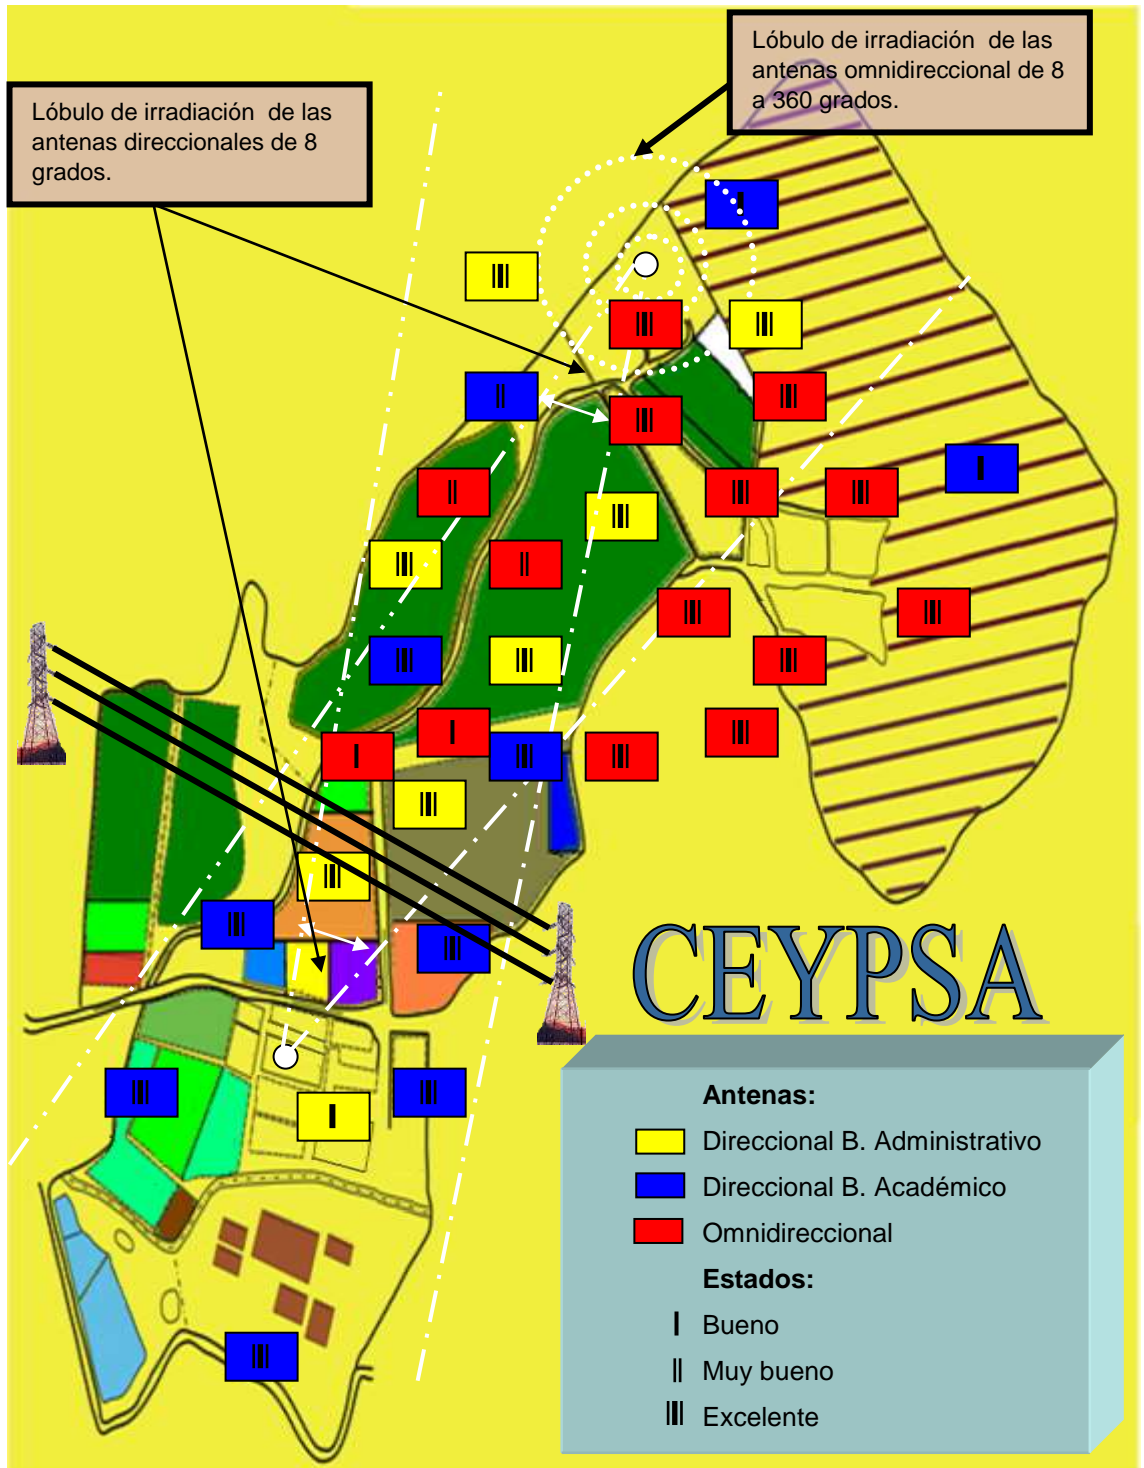 Lóbulo de irradiación  de las
antenas omnidireccional de 8
a 360 grados.
Lóbulo de irradiación  de las
antenas direccionales de 8
grados.
CEYPSA
Antenas:
Direccional B. Administrativo
Direccional B. Académico
Omnidireccional
Estados:
Bueno
Muy bueno
Excelente